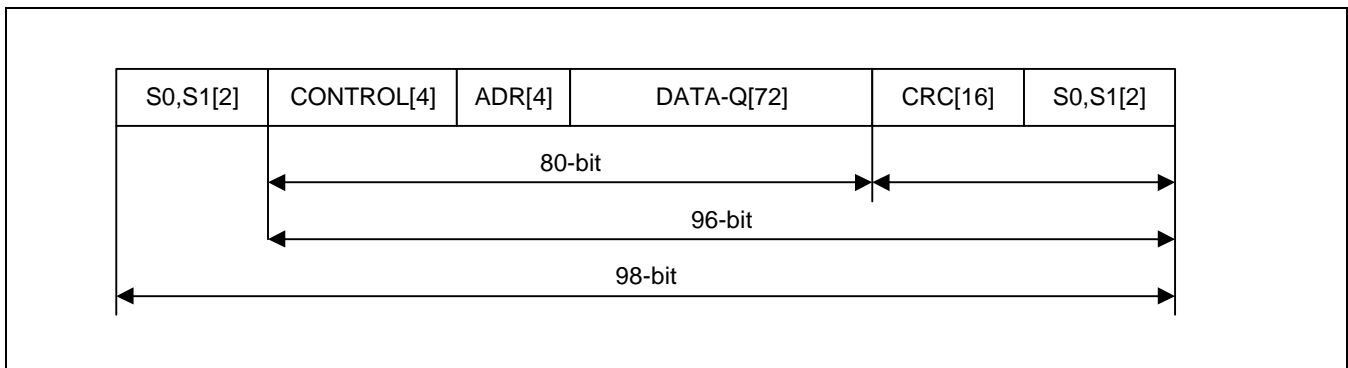 S0,S1[2] CONTROL[4] ADR[4] DATA-Q[72] CRC[16] S0,S1[2]
80-bit
96-bit
98-bit